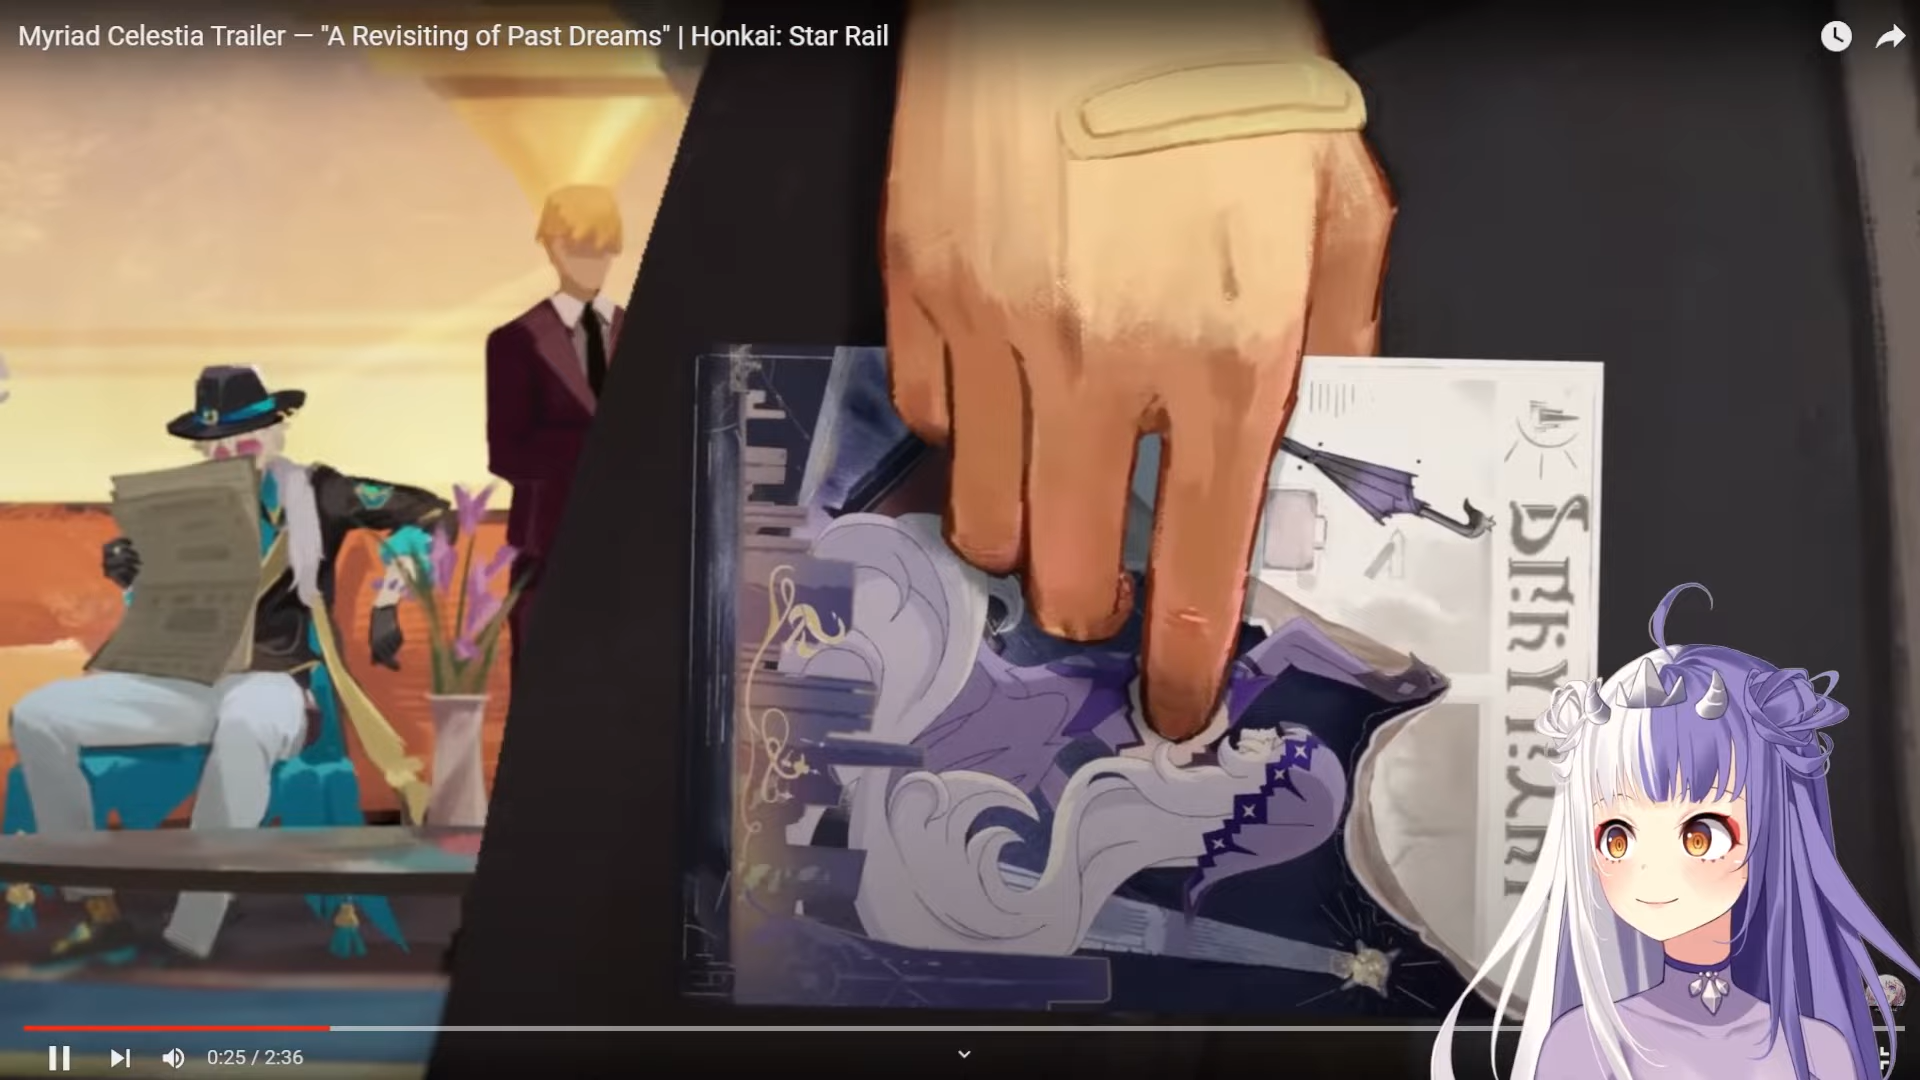 Myriad Celestia Trailer — "A Revisiting of Past Dreams" | Honkai: Star Rail
0:25 / 2:36